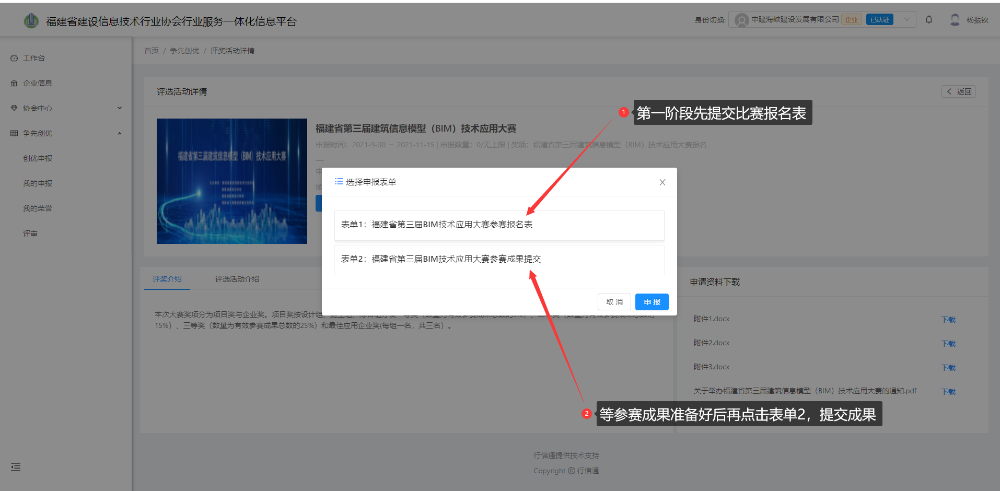 福建省建设信息技术行业协会行业服务一体化信息平台
身份切换: 中建海峡建设发展有限公司 企业 已认证
杨振钦
首页 / 争先创优 / 评奖活动详情
工作台
企业信息
协会中心
争先创优
创优申报
我的申报
我的荣誉
评审
评选活动详情
返回
1 第一阶段先提交比赛报名表
福建省第三届建筑信息模型（BIM）技术应用大赛
福建省第三届建筑信息模型（BIM）技术应用大赛
申报时间：2021-9-30 ~ 2021-11-15 | 申报数量：0/无上限 | 奖项：福建省第三届建筑信息模型（BIM）技术应用大赛报名
选择申报表单
表单1：福建省第三届BIM技术应用大赛参赛报名表
表单2：福建省第三届BIM技术应用大赛参赛成果提交
取 消
申 报
评奖介绍
评选活动介绍
本次大赛奖项分为项目奖与企业奖。项目奖按设计组、
15%）、三等奖（数量为有效参赛成果总数的25%）和最佳应用企业奖(每组一名，共三名）。
申请资料下载
附件1.docx 下载
附件2.docx 下载
附件3.docx 下载
关于举办福建省第三届建筑信息模型（BIM）技术应用大赛的通知.pdf 下载
2 等参赛成果准备好后再点击表单2，提交成果
行信通提供技术支持
Copyright © 行信通